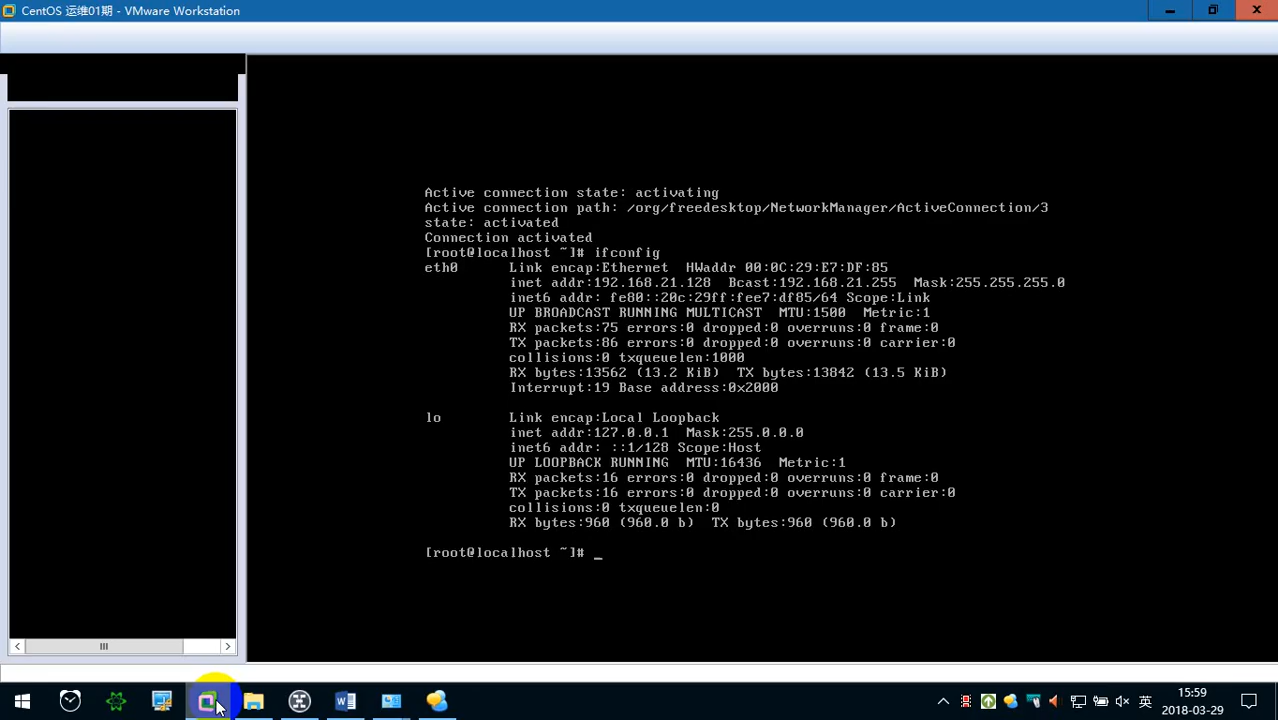 CentOS 运维01期 - VMware Workstation
Active connection state: activating
Active connection path: /org/freedesktop/NetworkManager/ActiveConnection/3
state: activated
Connection activated
[root@localhost ~]# ifconfig
eth0 Link encap:Ethernet HWaddr 00:0C:29:E7:DF:85
inet addr:192.168.21.128 Bcast:192.168.21.255 Mask:255.255.255.0
inet6 addr: fe80::20c:29ff:fee7:df85/64 Scope:Link
UP BROADCAST RUNNING MULTICAST MTU:1500 Metric:1
RX packets:75 errors:0 dropped:0 overruns:0 frame:0
TX packets:86 errors:0 dropped:0 overruns:0 carrier:0
collisions:0 txqueuelen:1000
RX bytes:13562 (13.2 KiB) TX bytes:13842 (13.5 KiB)
Interrupt:19 Base address:0x2000
lo Link encap:Local Loopback
inet addr:127.0.0.1 Mask:255.0.0.0
inet6 addr: ::1/128 Scope:Host
UP LOOPBACK RUNNING MTU:16436 Metric:1
RX packets:16 errors:0 dropped:0 overruns:0 frame:0
TX packets:16 errors:0 dropped:0 overruns:0 carrier:0
collisions:0 txqueuelen:0
RX bytes:960 (960.0 b) TX bytes:960 (960.0 b)
[root@localhost ~]# _
英
15:59
2018-03-29